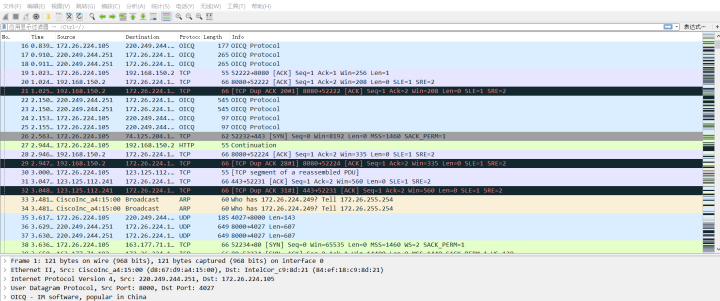 文件(F) 编辑(E) 视图(V) 跳转(G) 捕获(C) 分析(A) 统计(S) 电话(Y) 无线(W) 工具(T) 帮助(H)
应用显示过滤器 … <Ctrl-/> 表达式…
No. Time Source Destination Protoc Length Info
16 0.839… 172.26.224.105 220.249.244.… OICQ 177 OICQ Protocol
17 0.910… 220.249.244.251 172.26.224.1… OICQ 265 OICQ Protocol
18 0.911… 220.249.244.251 172.26.224.1… OICQ 265 OICQ Protocol
19 1.023… 172.26.224.105 192.168.150.2 TCP 55 52222→8080 [ACK] Seq=1 Ack=1 Win=256 Len=1
20 1.024… 192.168.150.2 172.26.224.1… TCP 66 8080→52222 [ACK] Seq=1 Ack=2 Win=208 Len=0 SLE=1 SRE=2
21 1.025… 192.168.150.2 172.26.224.1… TCP 66 [TCP Dup ACK 20#1] 8080→52222 [ACK] Seq=1 Ack=2 Win=208 Len=0 SLE=1 SRE=2
22 2.150… 220.249.244.251 172.26.224.1… OICQ 545 OICQ Protocol
23 2.150… 220.249.244.251 172.26.224.1… OICQ 545 OICQ Protocol
24 2.153… 172.26.224.105 220.249.244.… OICQ 97 OICQ Protocol
25 2.155… 172.26.224.105 220.249.244.… OICQ 97 OICQ Protocol
26 2.563… 172.26.224.105 74.125.204.1… TCP 62 52232→443 [SYN] Seq=0 Win=8192 Len=0 MSS=1460 SACK_PERM=1
27 2.944… 172.26.224.105 192.168.150.2 HTTP 55 Continuation
28 2.946… 192.168.150.2 172.26.224.1… TCP 66 8080→52224 [ACK] Seq=1 Ack=2 Win=335 Len=0 SLE=1 SRE=2
29 2.947… 192.168.150.2 172.26.224.1… TCP 66 [TCP Dup ACK 28#1] 8080→52224 [ACK] Seq=1 Ack=2 Win=335 Len=0 SLE=1 SRE=2
30 3.000… 172.26.224.105 123.125.112.… TCP 55 [TCP segment of a reassembled PDU]
31 3.047… 123.125.112.241 172.26.224.1… TCP 66 443→52231 [ACK] Seq=1 Ack=2 Win=560 Len=0 SLE=1 SRE=2
32 3.048… 123.125.112.241 172.26.224.1… TCP 66 [TCP Dup ACK 31#1] 443→52231 [ACK] Seq=1 Ack=2 Win=560 Len=0 SLE=1 SRE=2
33 3.481… CiscoInc_a4:15:00 Broadcast ARP 60 Who has 172.26.224.249? Tell 172.26.255.254
34 3.481… CiscoInc_a4:15:00 Broadcast ARP 60 Who has 172.26.224.249? Tell 172.26.255.254
35 3.617… 172.26.224.105 220.249.244.… UDP 185 4027→8000 Len=143
36 3.629… 220.249.244.251 172.26.224.1… UDP 649 8000→4027 Len=607
37 3.630… 220.249.244.251 172.26.224.1… UDP 649 8000→4027 Len=607
38 3.636… 172.26.224.105 163.177.71.1… TCP 66 52234→80 [SYN] Seq=0 Win=65535 Len=0 MSS=1460 WS=2 SACK_PERM=1
Frame 1: 121 bytes on wire (968 bits), 121 bytes captured (968 bits) on interface 0
Ethernet II, Src: CiscoInc_a4:15:00 (d8:67:d9:a4:15:00), Dst: IntelCor_c9:8d:21 (84:ef:18:c9:8d:21)
Internet Protocol Version 4, Src: 220.249.244.251, Dst: 172.26.224.105
User Datagram Protocol, Src Port: 8000, Dst Port: 4027
OICQ - IM software, popular in China